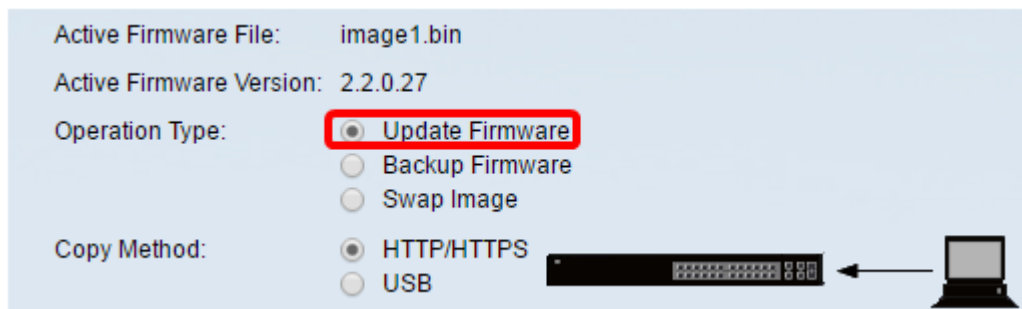 Active Firmware File: image1.bin
Active Firmware Version: 2.2.0.27
Operation Type: Update Firmware
Backup Firmware
Swap Image
Copy Method: HTTP/HTTPS
USB